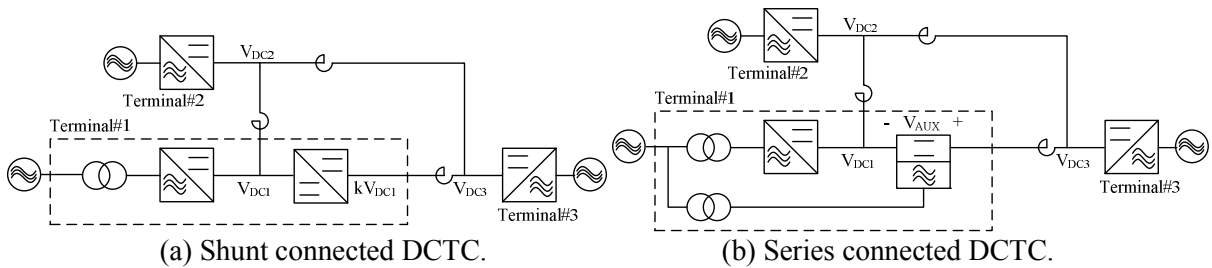 V_DC2
Terminal#2
Terminal#1
V_DC1
kV_DC1
V_DC3
Terminal#3
(a) Shunt connected DCTC.
V_DC2
Terminal#2
Terminal#1
- V_AUX +
V_DC1
V_DC3
Terminal#3
(b) Series connected DCTC.